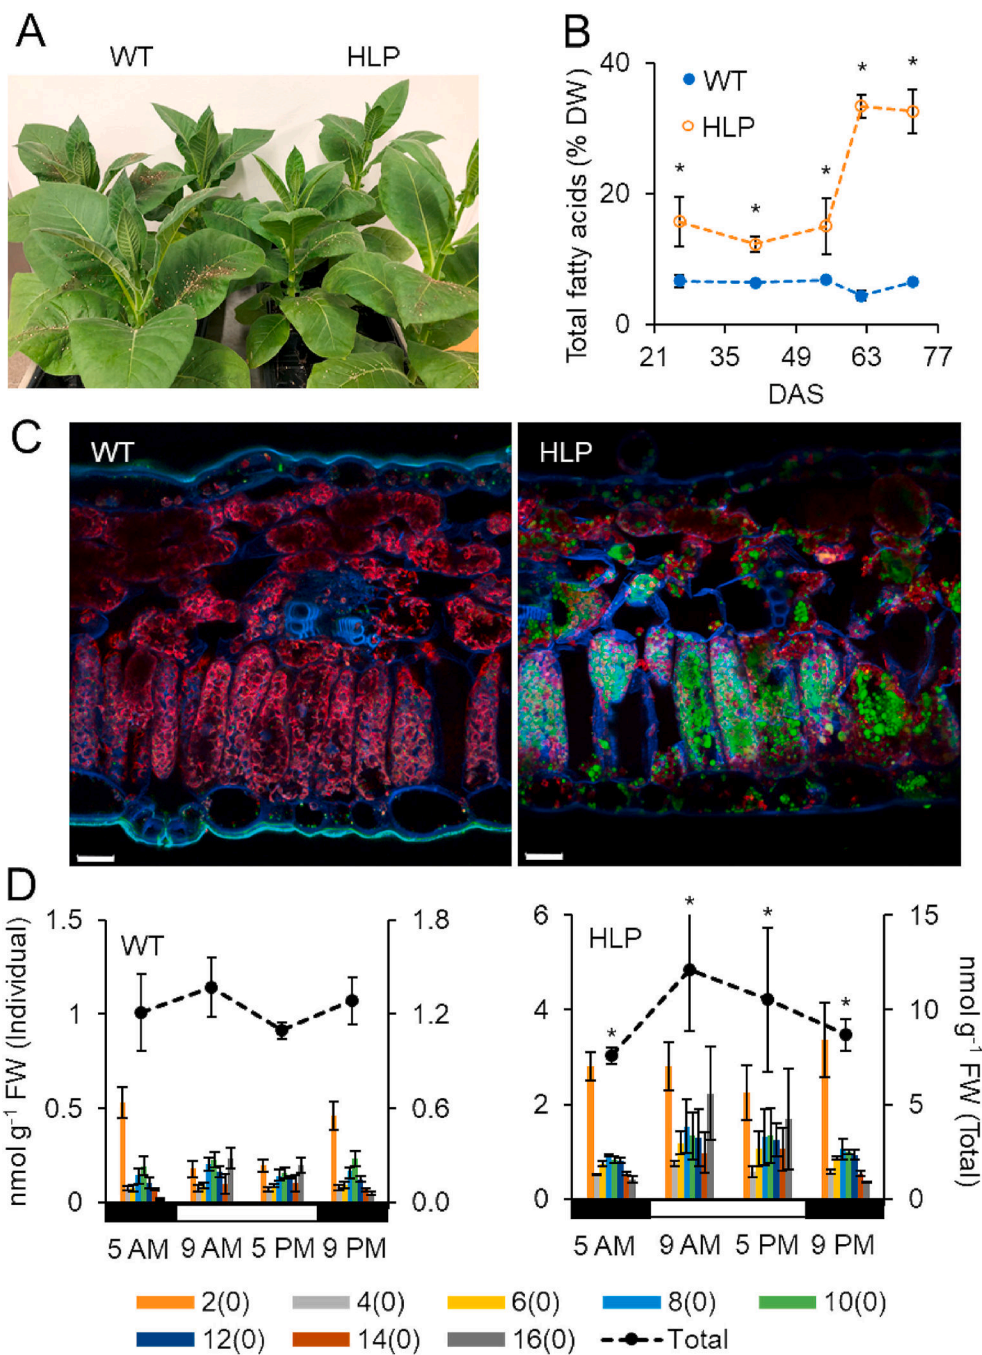 A
WT HLP
B
Total fatty acids (% DW)
40
20
0
WT
HLP
* * * * *
21 35 49 63 77
DAS
C
WT
HLP
D
nmol g⁻¹ FW (Individual)
1.5
1
0.5
0
WT
1.8
1.2
0.6
0.0
5 AM 9 AM 5 PM 9 PM
6
4
2
0
HLP
* * * *
15
10
5
0
nmol g⁻¹ FW (Total)
5 AM 9 AM 5 PM 9 PM
2(0) 4(0) 6(0) 8(0) 10(0)
12(0) 14(0) 16(0) Total